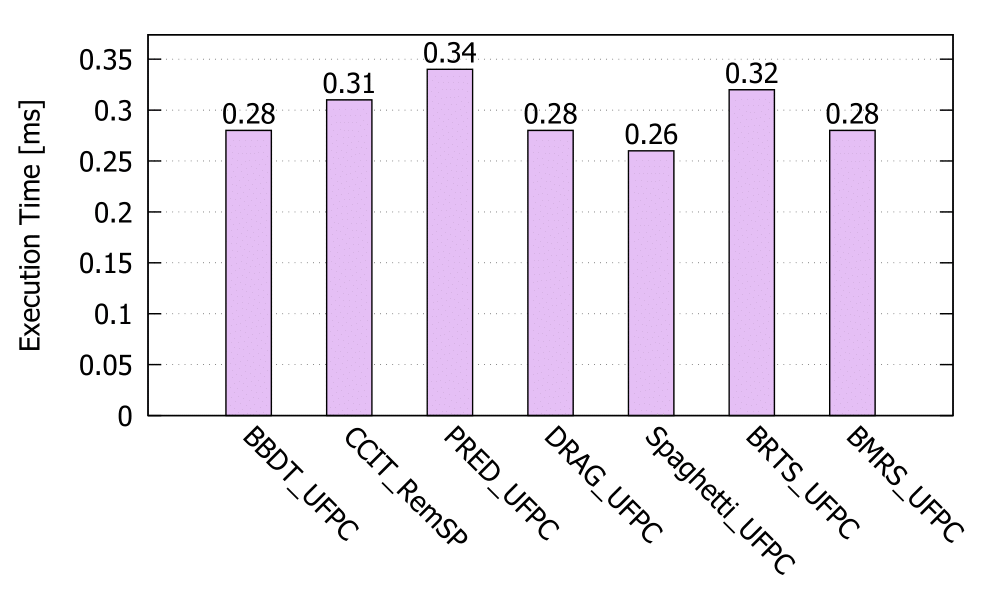 Execution Time [ms]
0.35
0.3
0.25
0.2
0.15
0.1
0.05
0
0.28
0.31
0.34
0.28
0.26
0.32
0.28
BBDT_UFPC
CCIT_RemSP
PRED_UFPC
DRAG_UFPC
Spaghetti_UFPC
BRTS_UFPC
BMRS_UFPC